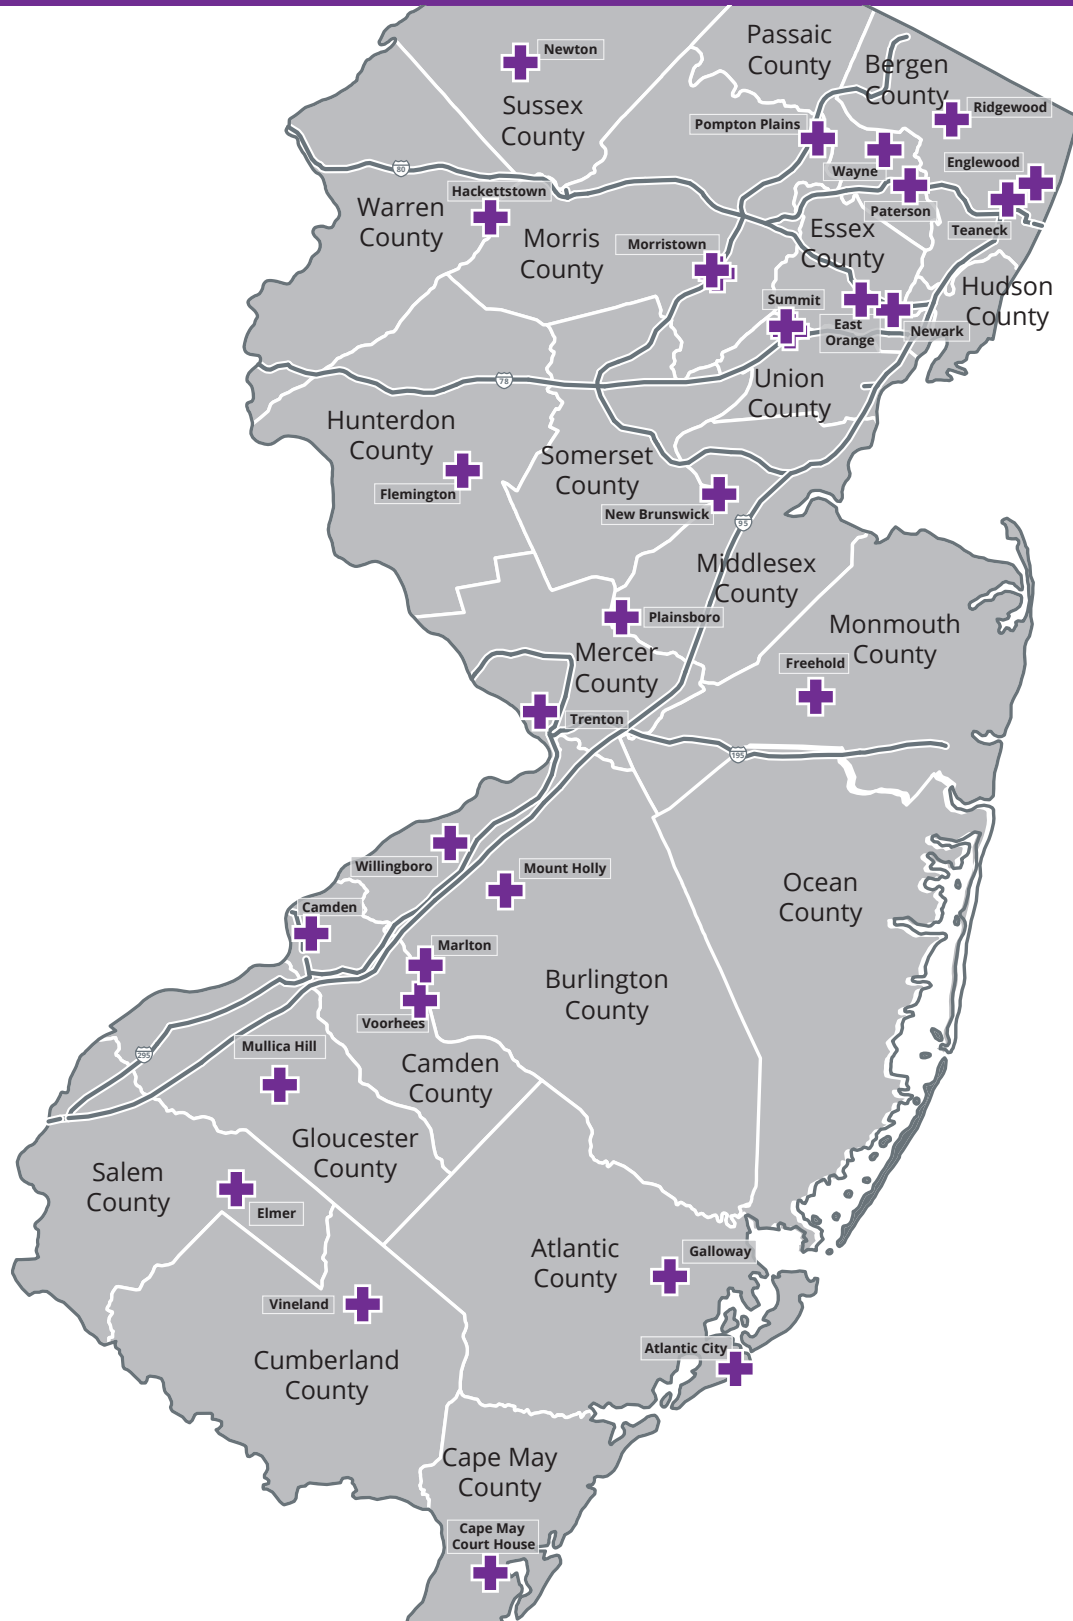 Newton
Passaic
County
Bergen
County
Sussex
County
Ridgewood
Pompton Plains
Wayne
Englewood
80
Hackettstown
Warren
County
Paterson
Teaneck
Morris
County
Morristown
Essex
County
Hudson
County
Summit
East
Orange
Newark
78
Union
County
Hunterdon
County
Somerset
County
Flemington
New Brunswick
95
Middlesex
County
Plainsboro
Monmouth
County
Mercer
County
Freehold
Trenton
195
Willingboro
Mount Holly
Ocean
County
Camden
Marlton
Burlington
County
Voorhees
295
Mullica Hill
Camden
County
Gloucester
County
Salem
County
Elmer
Atlantic
County
Galloway
Vineland
Atlantic City
Cumberland
County
Cape May
County
Cape May
Court House